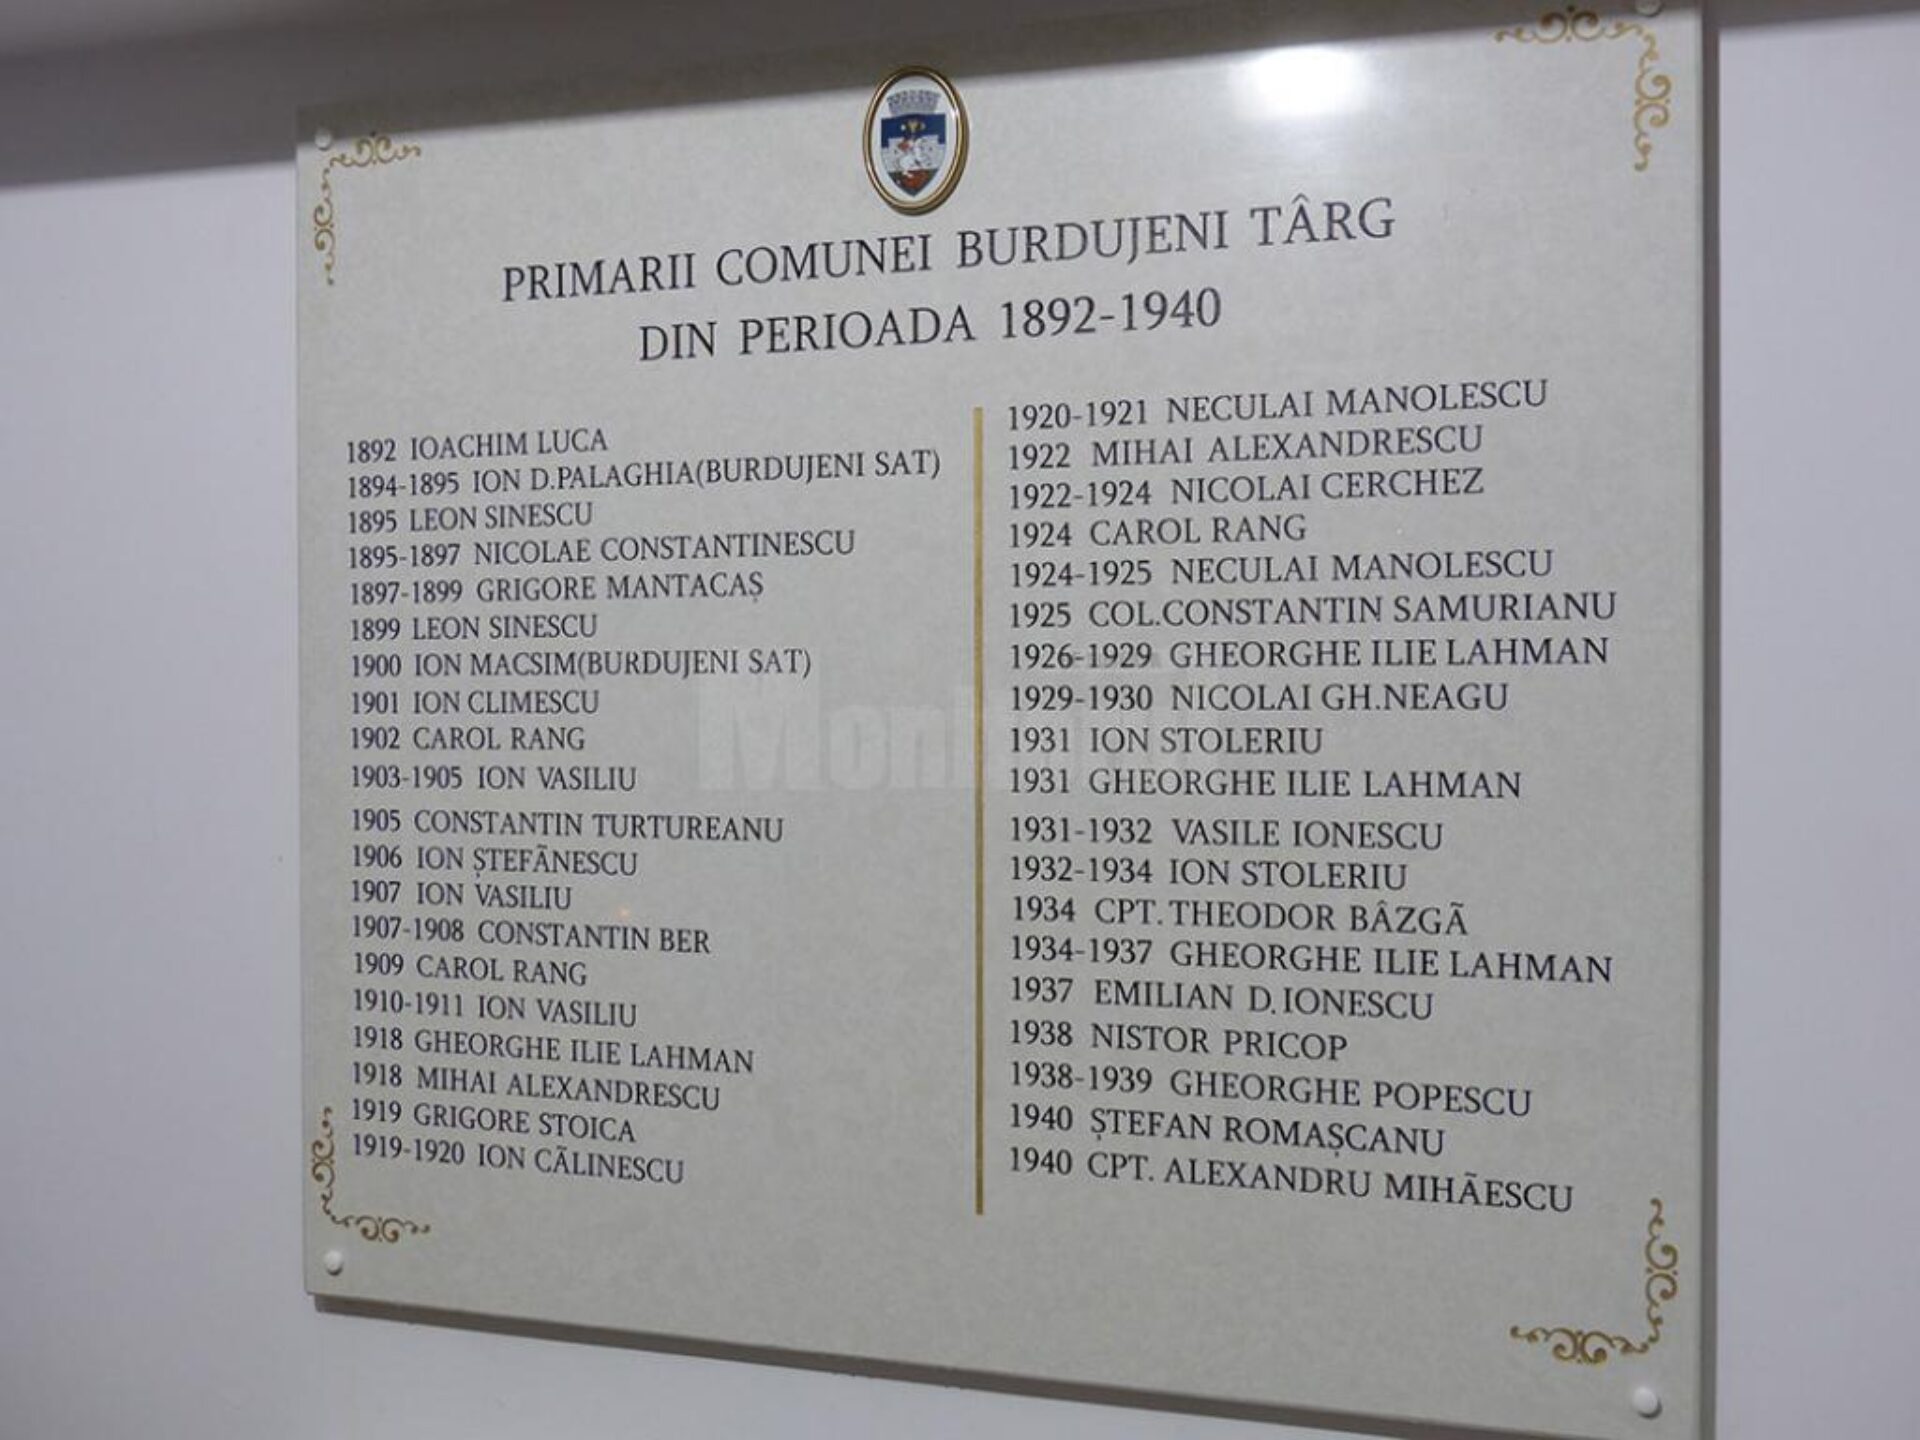 PRIMARII COMUNEI BURDUJENI TÂRG
DIN PERIOADA 1892-1940
1892 IOACHIM LUCA
1894-1895 ION D.PALAGHIA(BURDUJENI SAT)
1895 LEON SINESCU
1895-1897 NICOLAE CONSTANTINESCU
1897-1899 GRIGORE MANTACAȘ
1899 LEON SINESCU
1900 ION MACSIM(BURDUJENI SAT)
1901 ION CLIMESCU
1902 CAROL RANG
1903-1905 ION VASILIU
1905 CONSTANTIN TURTUREANU
1906 ION ȘTEFÃNESCU
1907 ION VASILIU
1907-1908 CONSTANTIN BER
1909 CAROL RANG
1910-1911 ION VASILIU
1918 GHEORGHE ILIE LAHMAN
1918 MIHAI ALEXANDRESCU
1919 GRIGORE STOICA
1919-1920 ION CÃLINESCU
1920-1921 NECULAI MANOLESCU
1922 MIHAI ALEXANDRESCU
1922-1924 NICOLAI CERCHEZ
1924 CAROL RANG
1924-1925 NECULAI MANOLESCU
1925 COL.CONSTANTIN SAMURIANU
1926-1929 GHEORGHE ILIE LAHMAN
1929-1930 NICOLAI GH.NEAGU
1931 ION STOLERIU
1931 GHEORGHE ILIE LAHMAN
1931-1932 VASILE IONESCU
1932-1934 ION STOLERIU
1934 CPT.THEODOR BÂZGÃ
1934-1937 GHEORGHE ILIE LAHMAN
1937 EMILIAN D.IONESCU
1938 NISTOR PRICOP
1938-1939 GHEORGHE POPESCU
1940 ȘTEFAN ROMAȘCANU
1940 CPT. ALEXANDRU MIHÃESCU